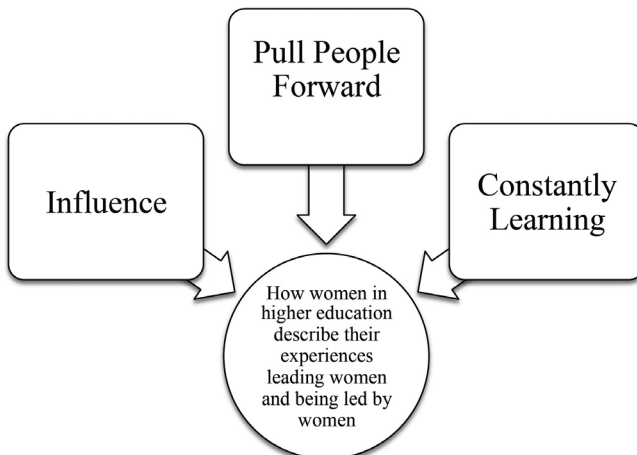 Pull People
Forward
Influence
Constantly
Learning
How women in
higher education
describe their
experiences
leading women
and being led by
women